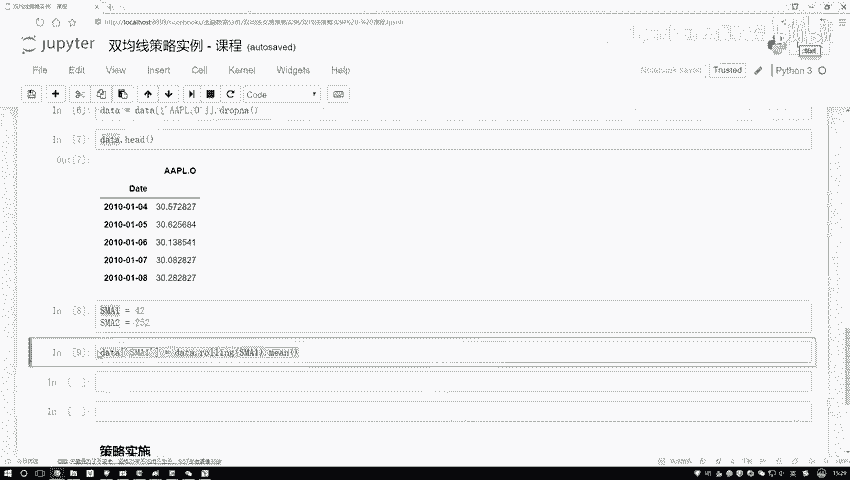 双均线策略实例 - 课程
http://localhost
jupyter 双均线策略实例 - 课程 (autosaved)
File Edit View Insert Cell Kernel Widgets Help
Notebook saved Trusted Python 3
Code
In [6]: data = data[['AAPL.O']].dropna()
In [7]: data.head()
Out[7]:
AAPL.O
Date
2010-01-04 30.572827
2010-01-05 30.625684
2010-01-06 30.138541
2010-01-07 30.082827
2010-01-08 30.282827
In [8]: SMA1 = 42
SMA2 = 252
In [9]: data['SMA1'] = data.rolling(SMA1).mean()
In [ ]:
In [ ]:
策略实施
15:29